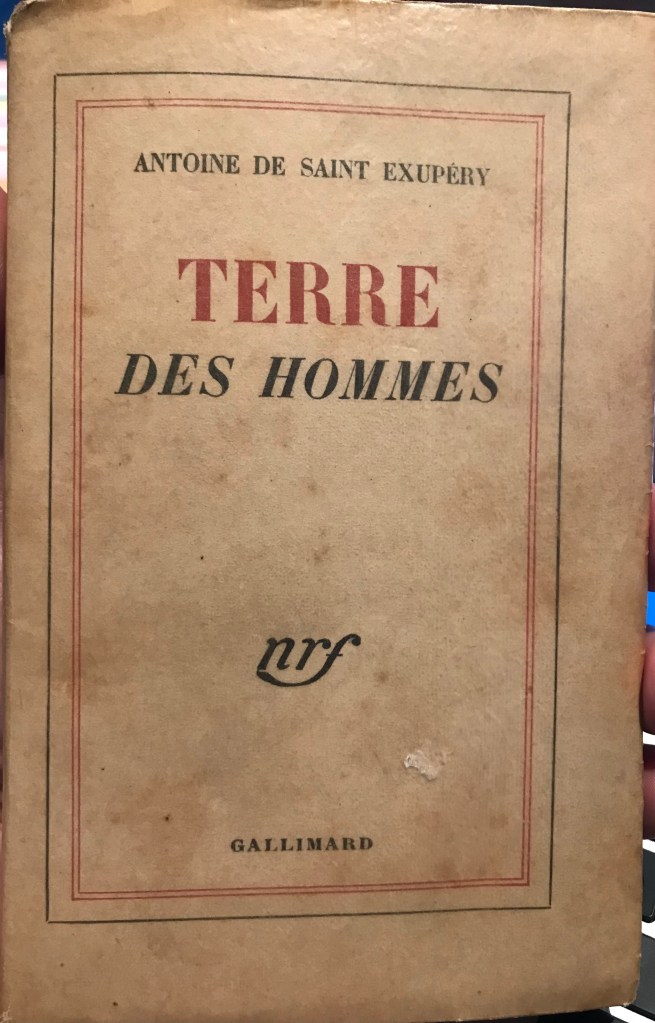 ANTOINE DE SAINT EXUPÉRY
TERRE
DES HOMMES
nrf
GALLIMARD